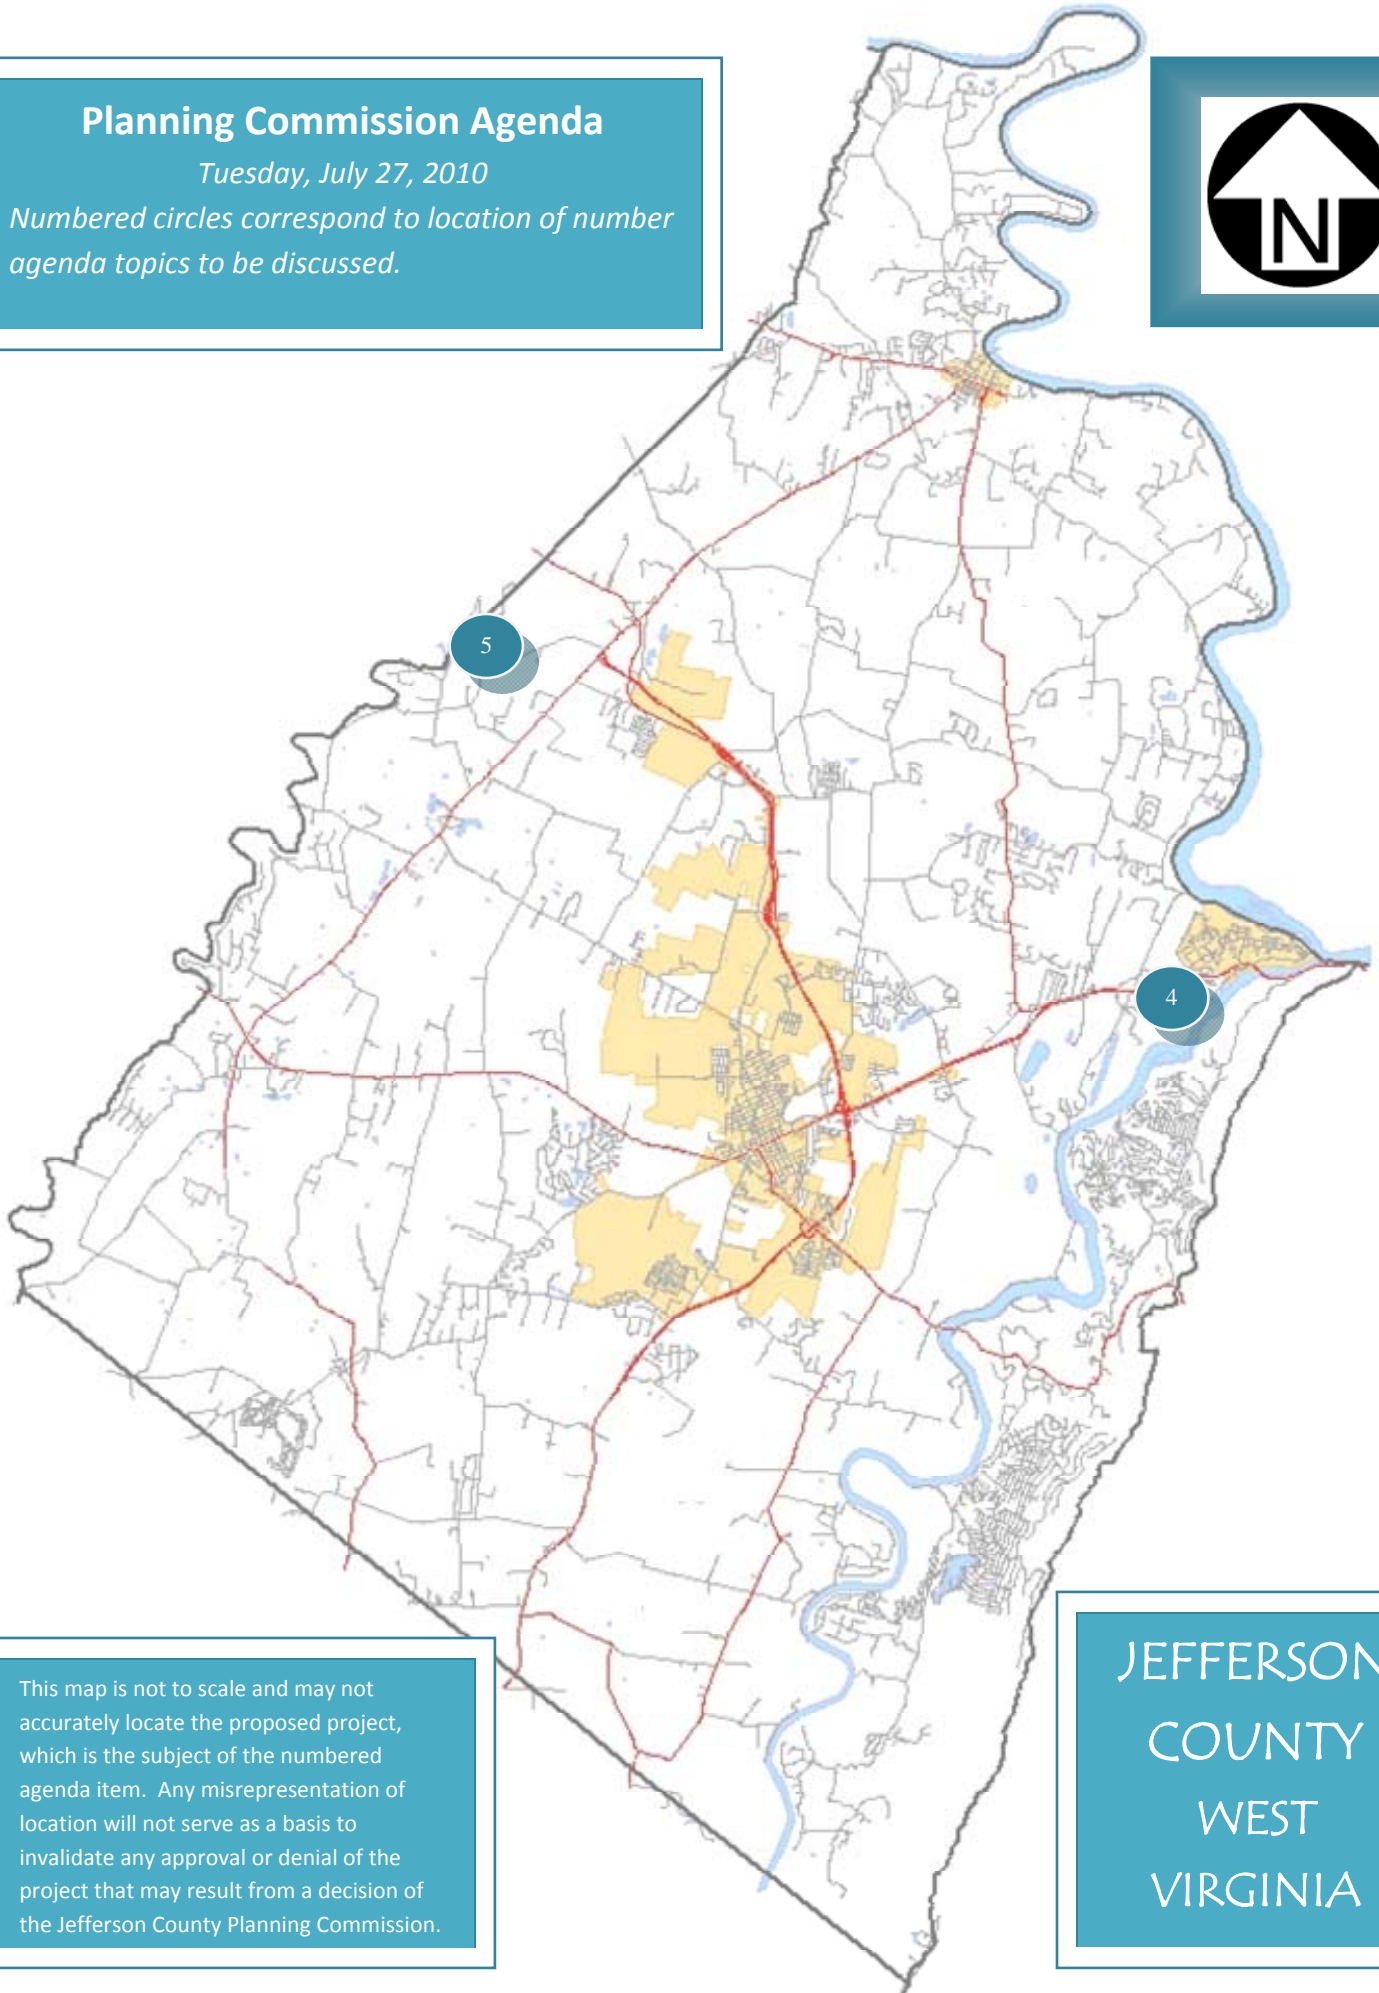 Planning Commission Agenda
Tuesday, July 27, 2010
Numbered circles correspond to location of number
agenda topics to be discussed.
N
5
4
This map is not to scale and may not
accurately locate the proposed project,
which is the subject of the numbered
agenda item.  Any misrepresentation of
location will not serve as a basis to
invalidate any approval or denial of the
project that may result from a decision of
the Jefferson County Planning Commission.
JEFFERSON
COUNTY
WEST
VIRGINIA